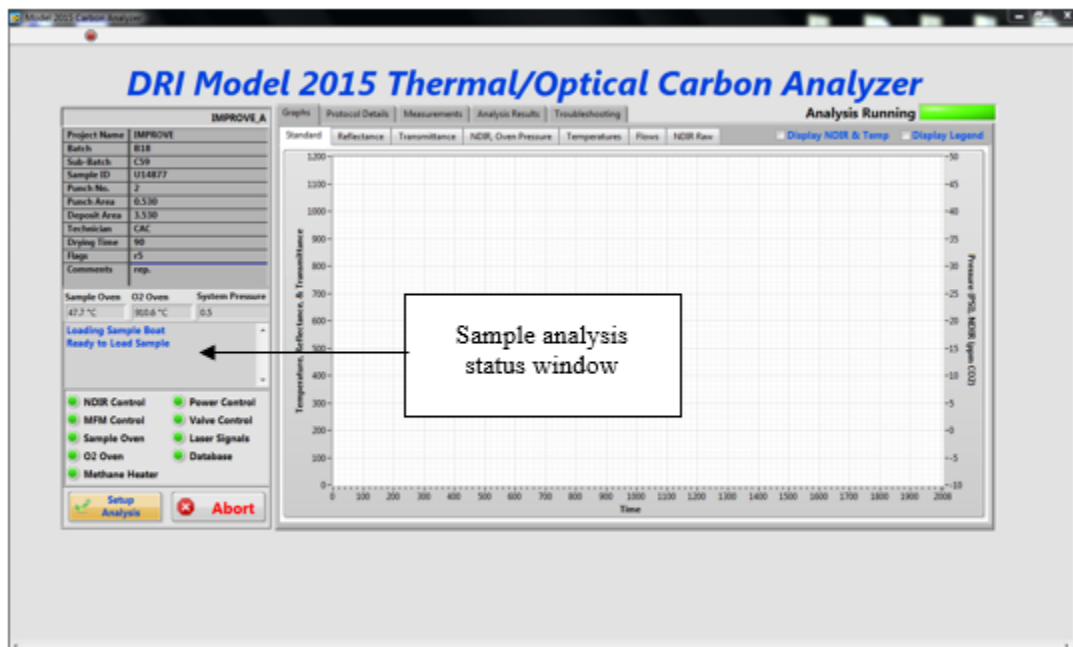 Model 2015 Carbon Analyzer
DRI Model 2015 Thermal/Optical Carbon Analyzer
IMPROVE_A
Project Name IMPROVE
Batch B18
Sub-Batch C59
Sample ID U14877
Punch No. 2
Punch Area 0.530
Deposit Area 3.530
Technician CAC
Drying Time 90
Flags r5
Comments rep.
Sample Oven O2 Oven System Pressure
47.7 °C 910.6 °C 0.5
Loading Sample Boat
Ready to Load Sample
NDIR Control Power Control
MFM Control Valve Control
Sample Oven Laser Signals
O2 Oven Database
Methane Heater
Setup
Analysis
Abort
Graphs Protocol Details Measurements Analysis Results Troubleshooting
Analysis Running
Standard Reflectance Transmittance NDIR, Oven Pressure Temperatures Flows NDIR Raw
Display NDIR & Temp Display Legend
Temperature, Reflectance, & Transmittance
1200
1100
1000
900
800
700
600
500
400
300
200
100
0
Sample analysis
status window
50
45
40
35
30
25
20
15
10
5
0
-5
-10
Pressure (PSI), NDIR (ppm CO2)
0 100 200 300 400 500 600 700 800 900 1000 1100 1200 1300 1400 1500 1600 1700 1800 1900 2000
Time